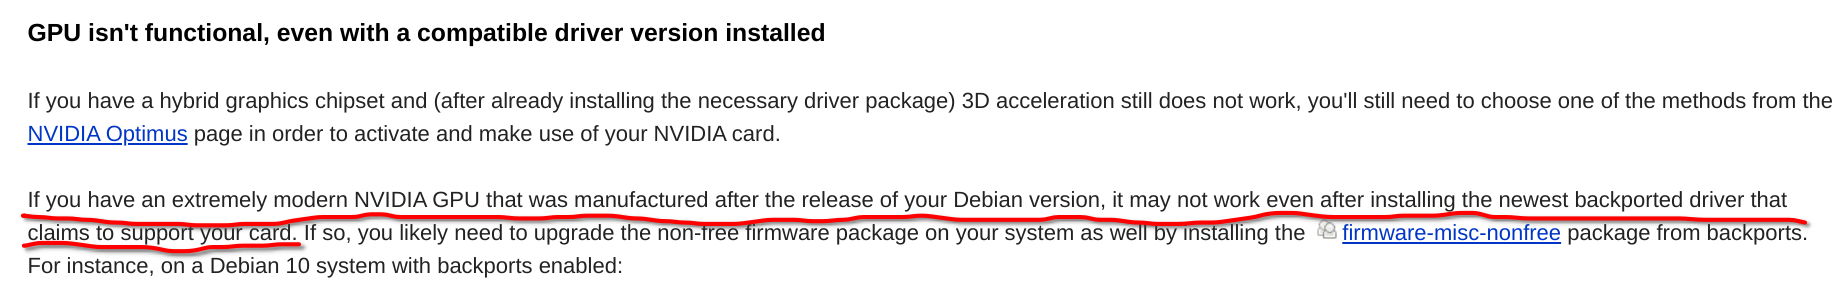 GPU isn't functional, even with a compatible driver version installed
If you have a hybrid graphics chipset and (after already installing the necessary driver package) 3D acceleration still does not work, you'll still need to choose one of the methods from the
NVIDIA Optimus page in order to activate and make use of your NVIDIA card.
If you have an extremely modern NVIDIA GPU that was manufactured after the release of your Debian version, it may not work even after installing the newest backported driver that
claims to support your card. If so, you likely need to upgrade the non-free firmware package on your system as well by installing the firmware-misc-nonfree package from backports.
For instance, on a Debian 10 system with backports enabled: